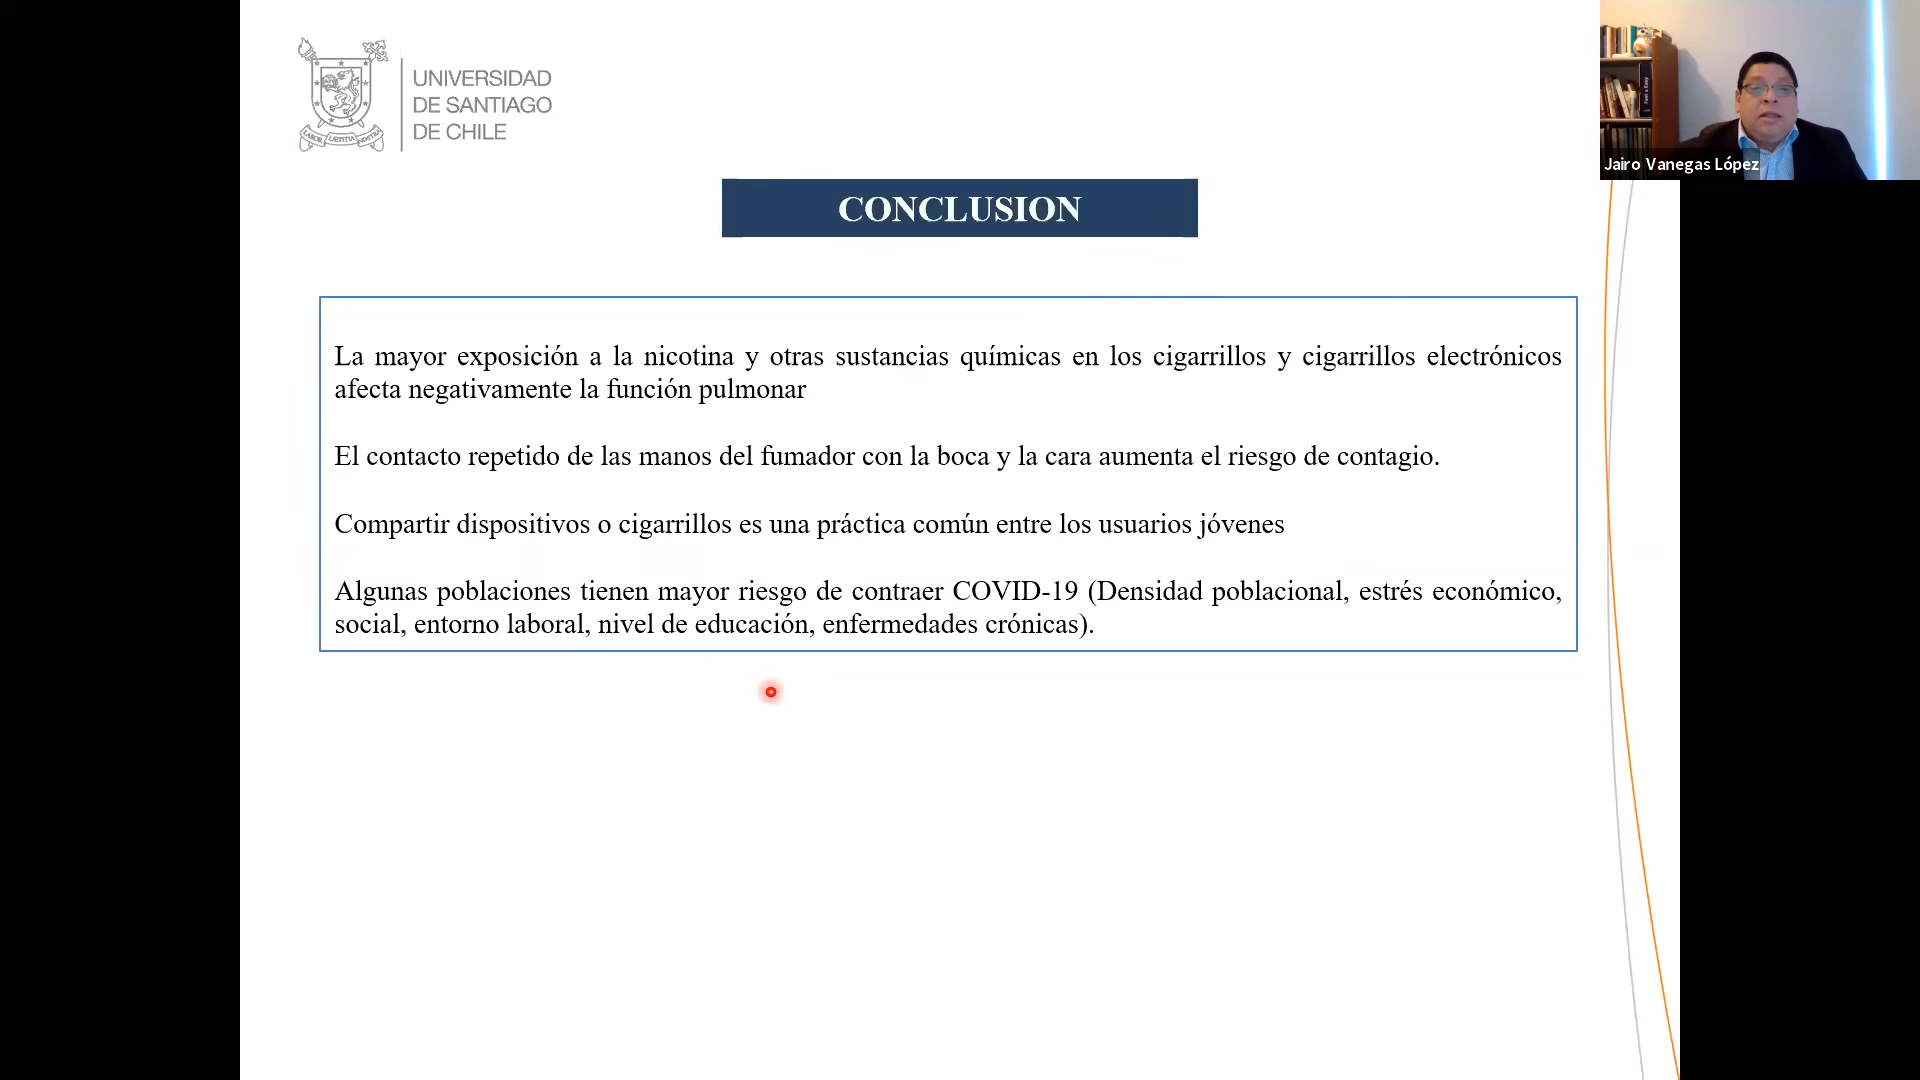 UNIVERSIDAD
DE SANTIAGO
DE CHILE
LABOR LÆTITIA NOSTRA
Jairo Vanegas López
CONCLUSION
La mayor exposición a la nicotina y otras sustancias químicas en los cigarrillos y cigarrillos electrónicos
afecta negativamente la función pulmonar
El contacto repetido de las manos del fumador con la boca y la cara aumenta el riesgo de contagio.
Compartir dispositivos o cigarrillos es una práctica común entre los usuarios jóvenes
Algunas poblaciones tienen mayor riesgo de contraer COVID-19 (Densidad poblacional, estrés económico,
social, entorno laboral, nivel de educación, enfermedades crónicas).